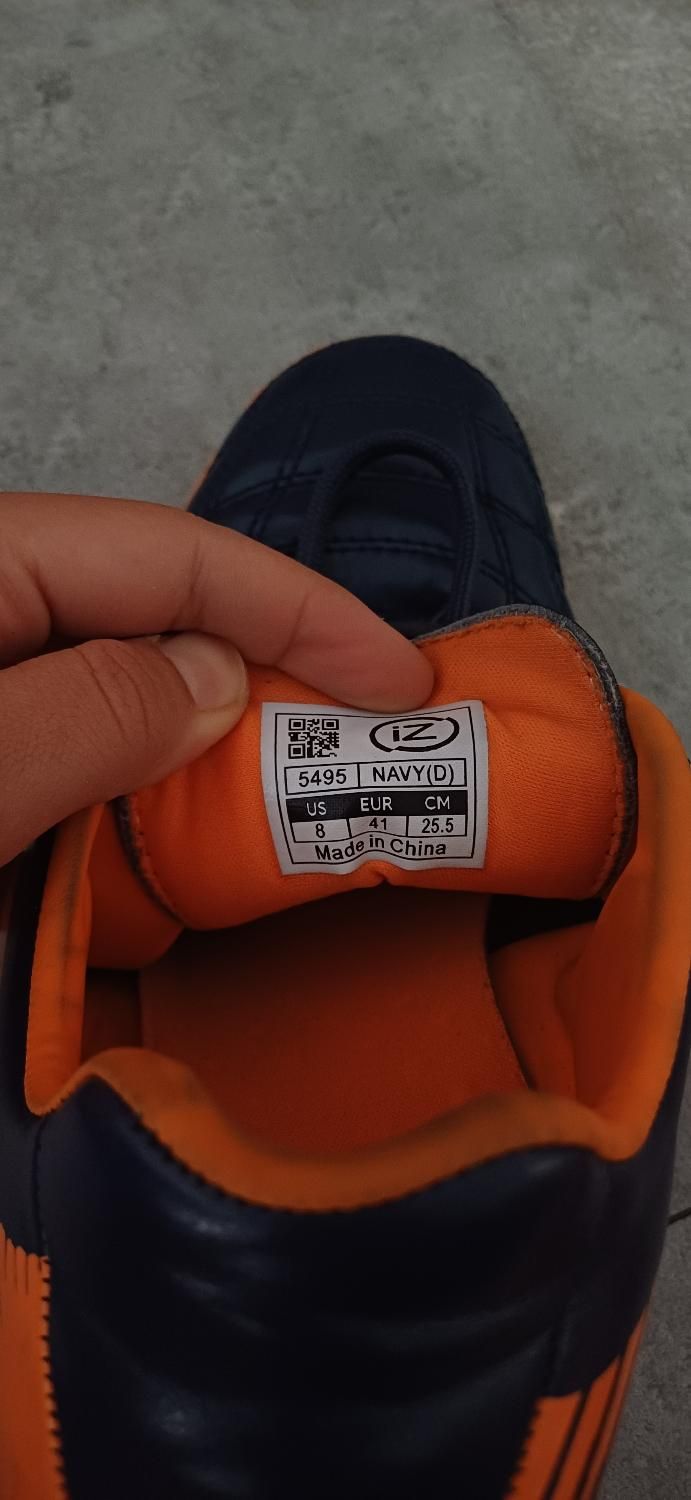 iZ
5495 NAVY(D)
US EUR CM
8 41 25.5
Made in China